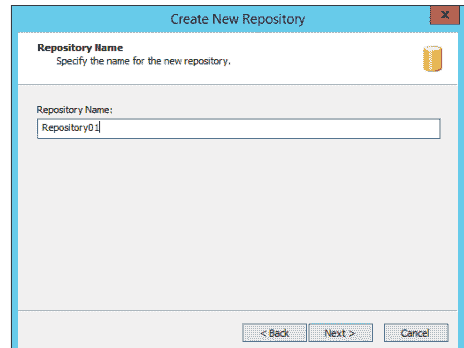 Create New Repository
x
Repository Name
Specify the name for the new repository.
Repository Name:
Repository01
< Back Next > Cancel